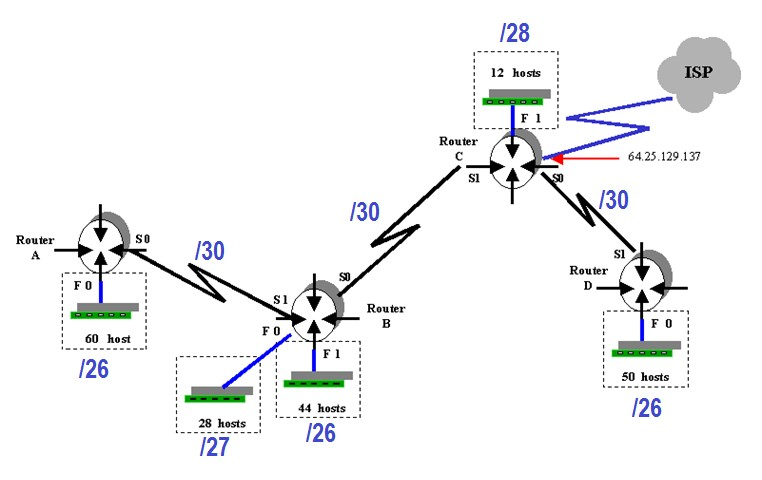 /28
12 hosts
ISP
F 1
Router
C
64.25.129.137
S1
S0
/30
/30
Router
A
S0
/30
S1
F 0
S0
Router
D
F 0
60 host
/26
S1
Router
B
F 0
F 1
50 hosts
/26
44 hosts
/26
28 hosts
/27